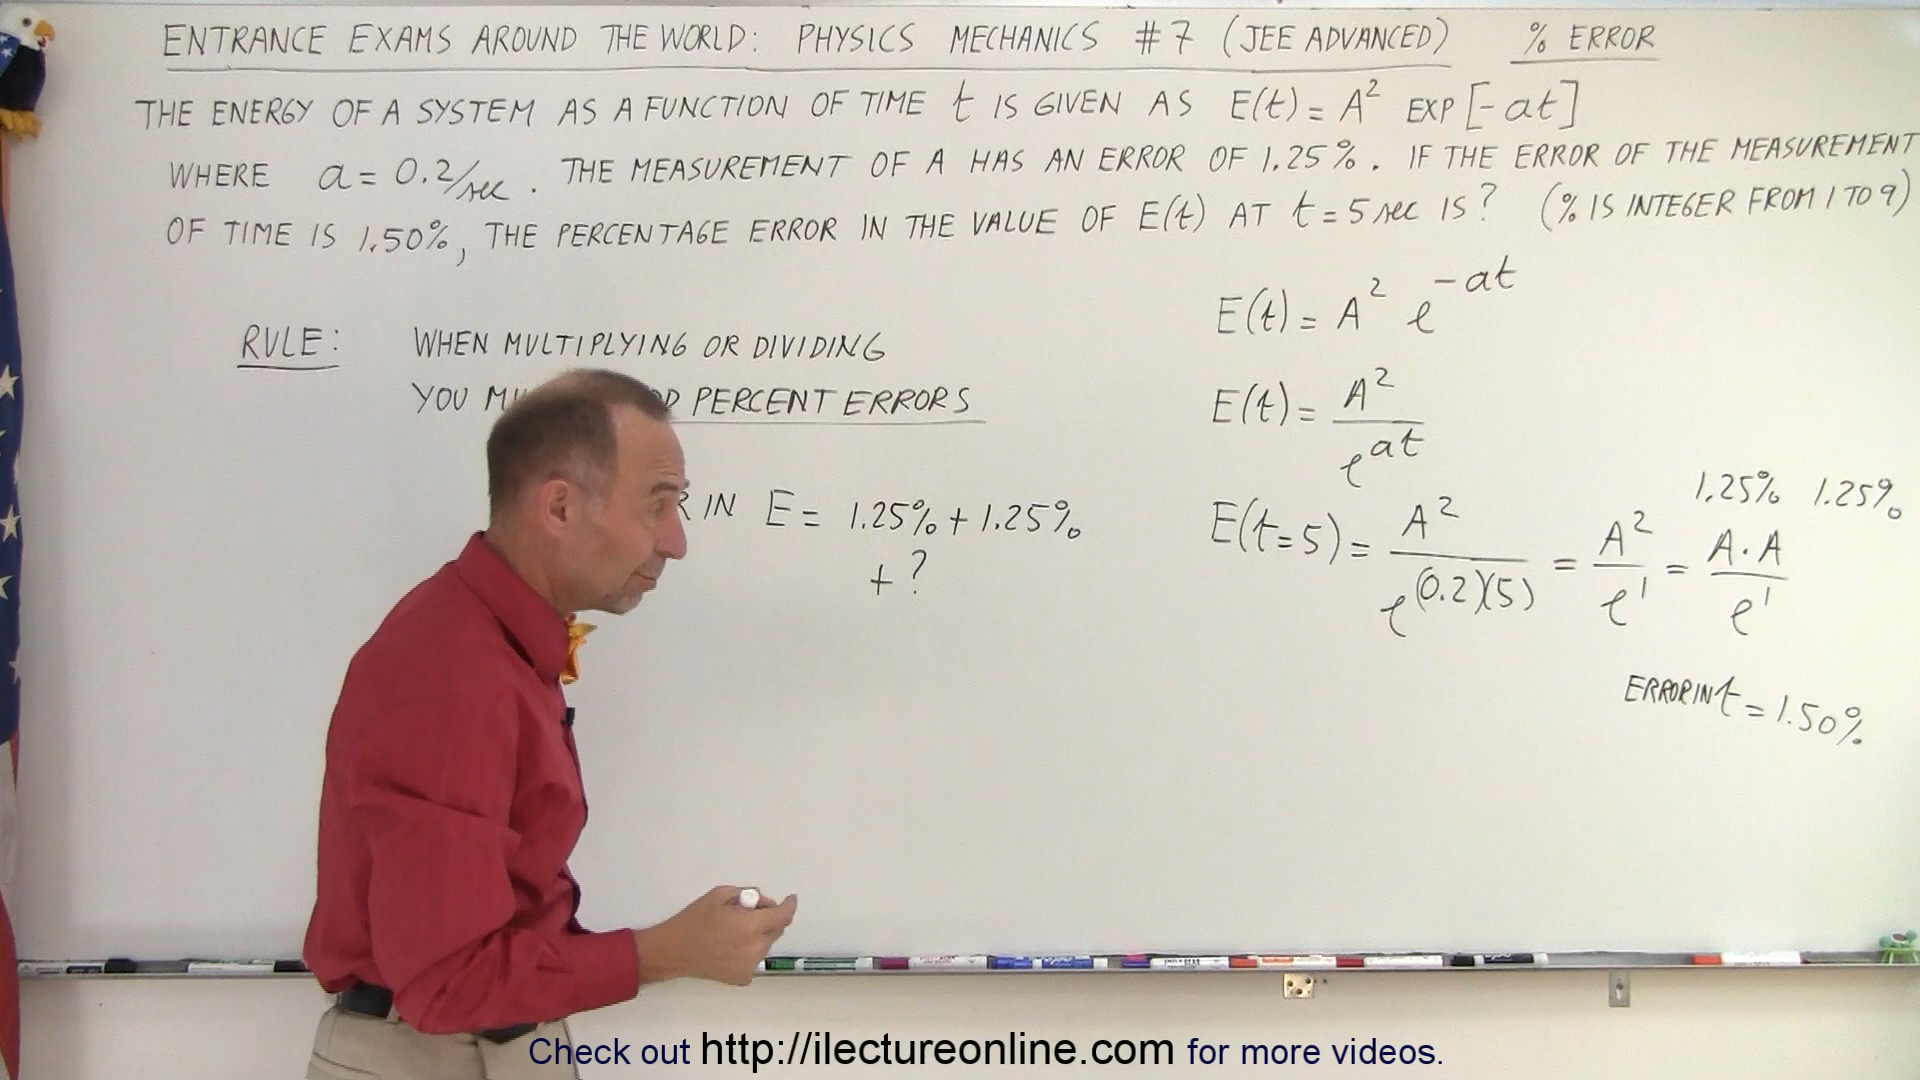 ENTRANCE EXAMS AROUND THE WORLD: PHYSICS MECHANICS #7 (JEE ADVANCED) % ERROR
THE ENERGY OF A SYSTEM AS A FUNCTION OF TIME t IS GIVEN AS E(t) = A² EXP [-at]
WHERE a = 0.2/sec. THE MEASUREMENT OF A HAS AN ERROR OF 1.25%. IF THE ERROR OF THE MEASUREMENT
OF TIME IS 1.50%, THE PERCENTAGE ERROR IN THE VALUE OF E(t) AT t = 5 sec IS? (% IS INTEGER FROM 1 TO 9)
RULE: WHEN MULTIPLYING OR DIVIDING
YOU PERCENT ERRORS
IN E = 1.25% + 1.25%
+ ?
E(t) = A² e^-at
E(t) = A² / e^at
1.25% 1.25%
E(t=5) = A² / e^(0.2)(5) = A² / e^1 = A·A / e^1
ERROR IN t = 1.50%
Check out http://ilectureonline.com for more videos.